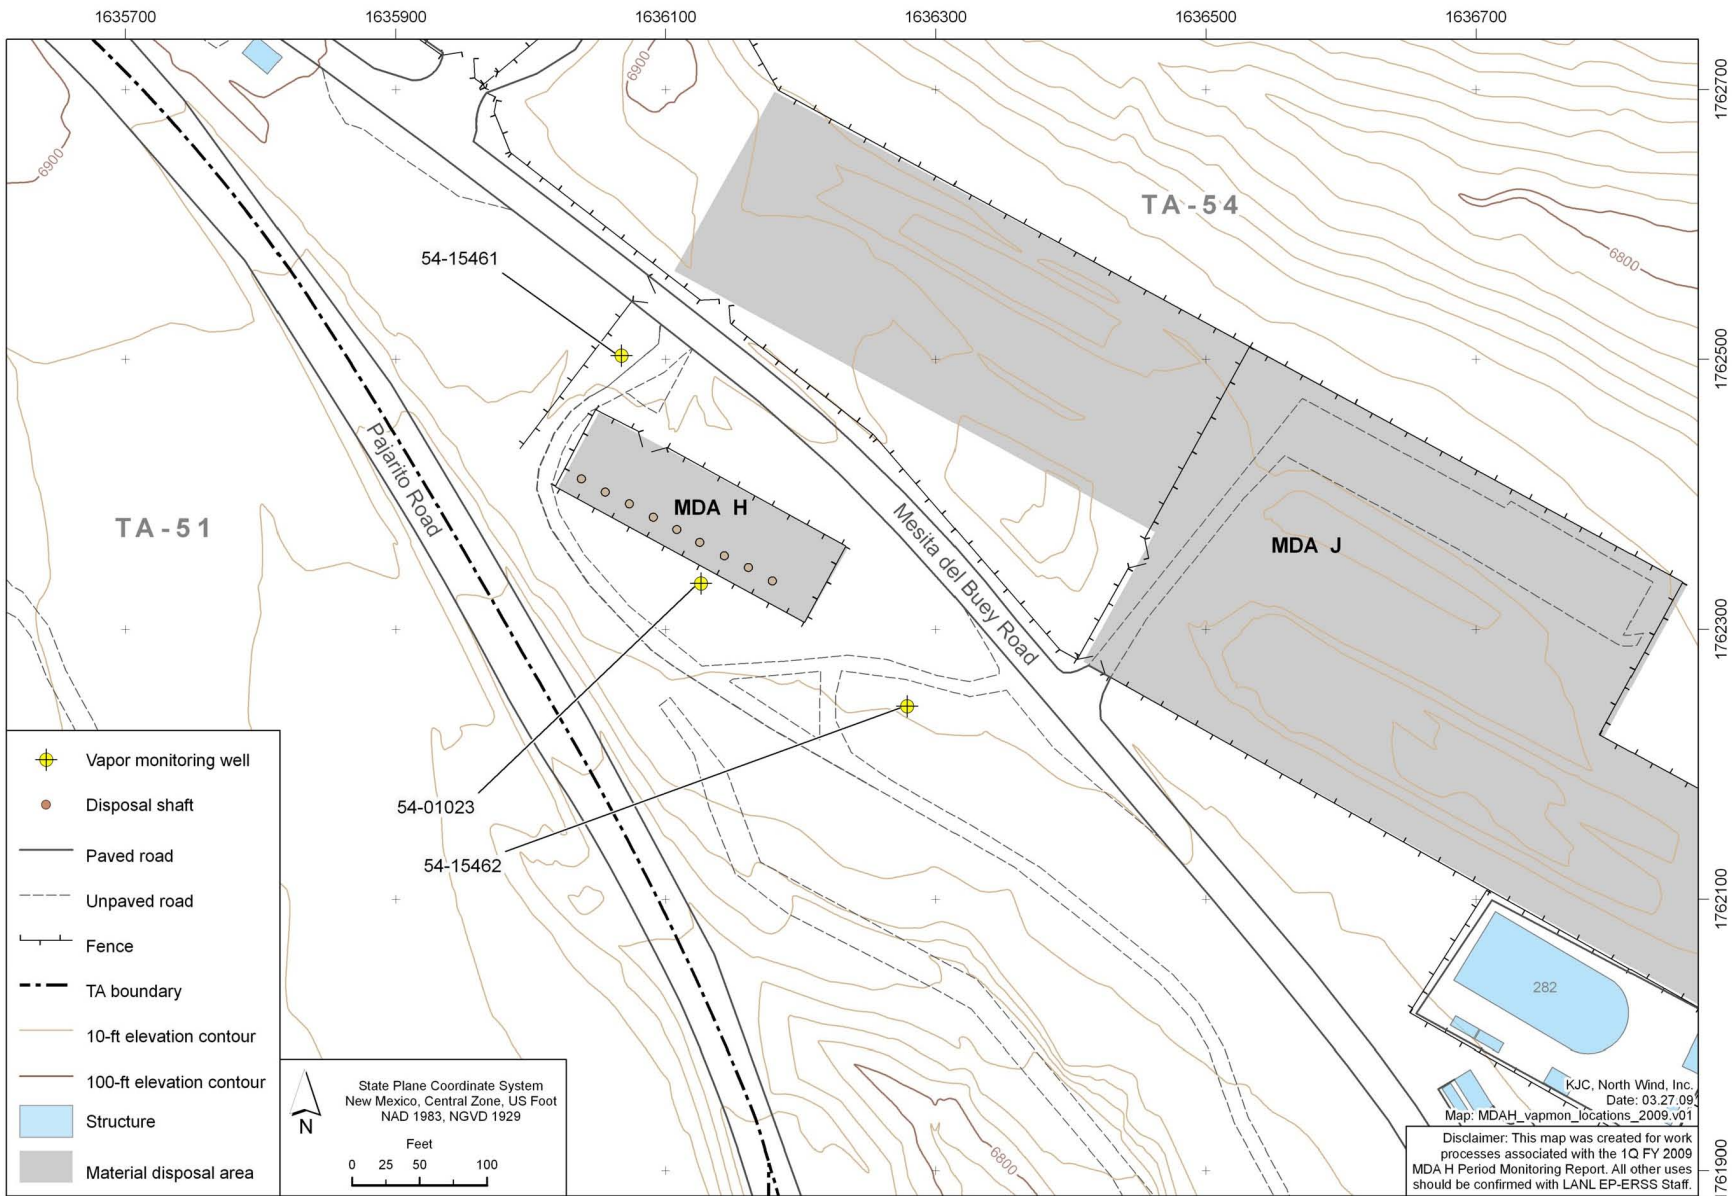 1635700
1635900
1636100
1636300
1636500
1636700
6900
6900
1762700
TA-54
6800
54-15461
1762500
Pajarito Road
MDA H
TA-51
Mesita del Buey Road
MDA J
1762300
54-01023
54-15462
1762100
282
6800
1761900
Vapor monitoring well
Disposal shaft
Paved road
Unpaved road
Fence
TA boundary
10-ft elevation contour
100-ft elevation contour
Structure
Material disposal area
N
State Plane Coordinate System
New Mexico, Central Zone, US Foot
NAD 1983, NGVD 1929
Feet
0 25 50 100
KJC, North Wind, Inc.
Date: 03.27.09
Map: MDAH_vapmon_locations_2009.v01
Disclaimer: This map was created for work
processes associated with the 1Q FY 2009
MDA H Period Monitoring Report. All other uses
should be confirmed with LANL EP-ERSS Staff.